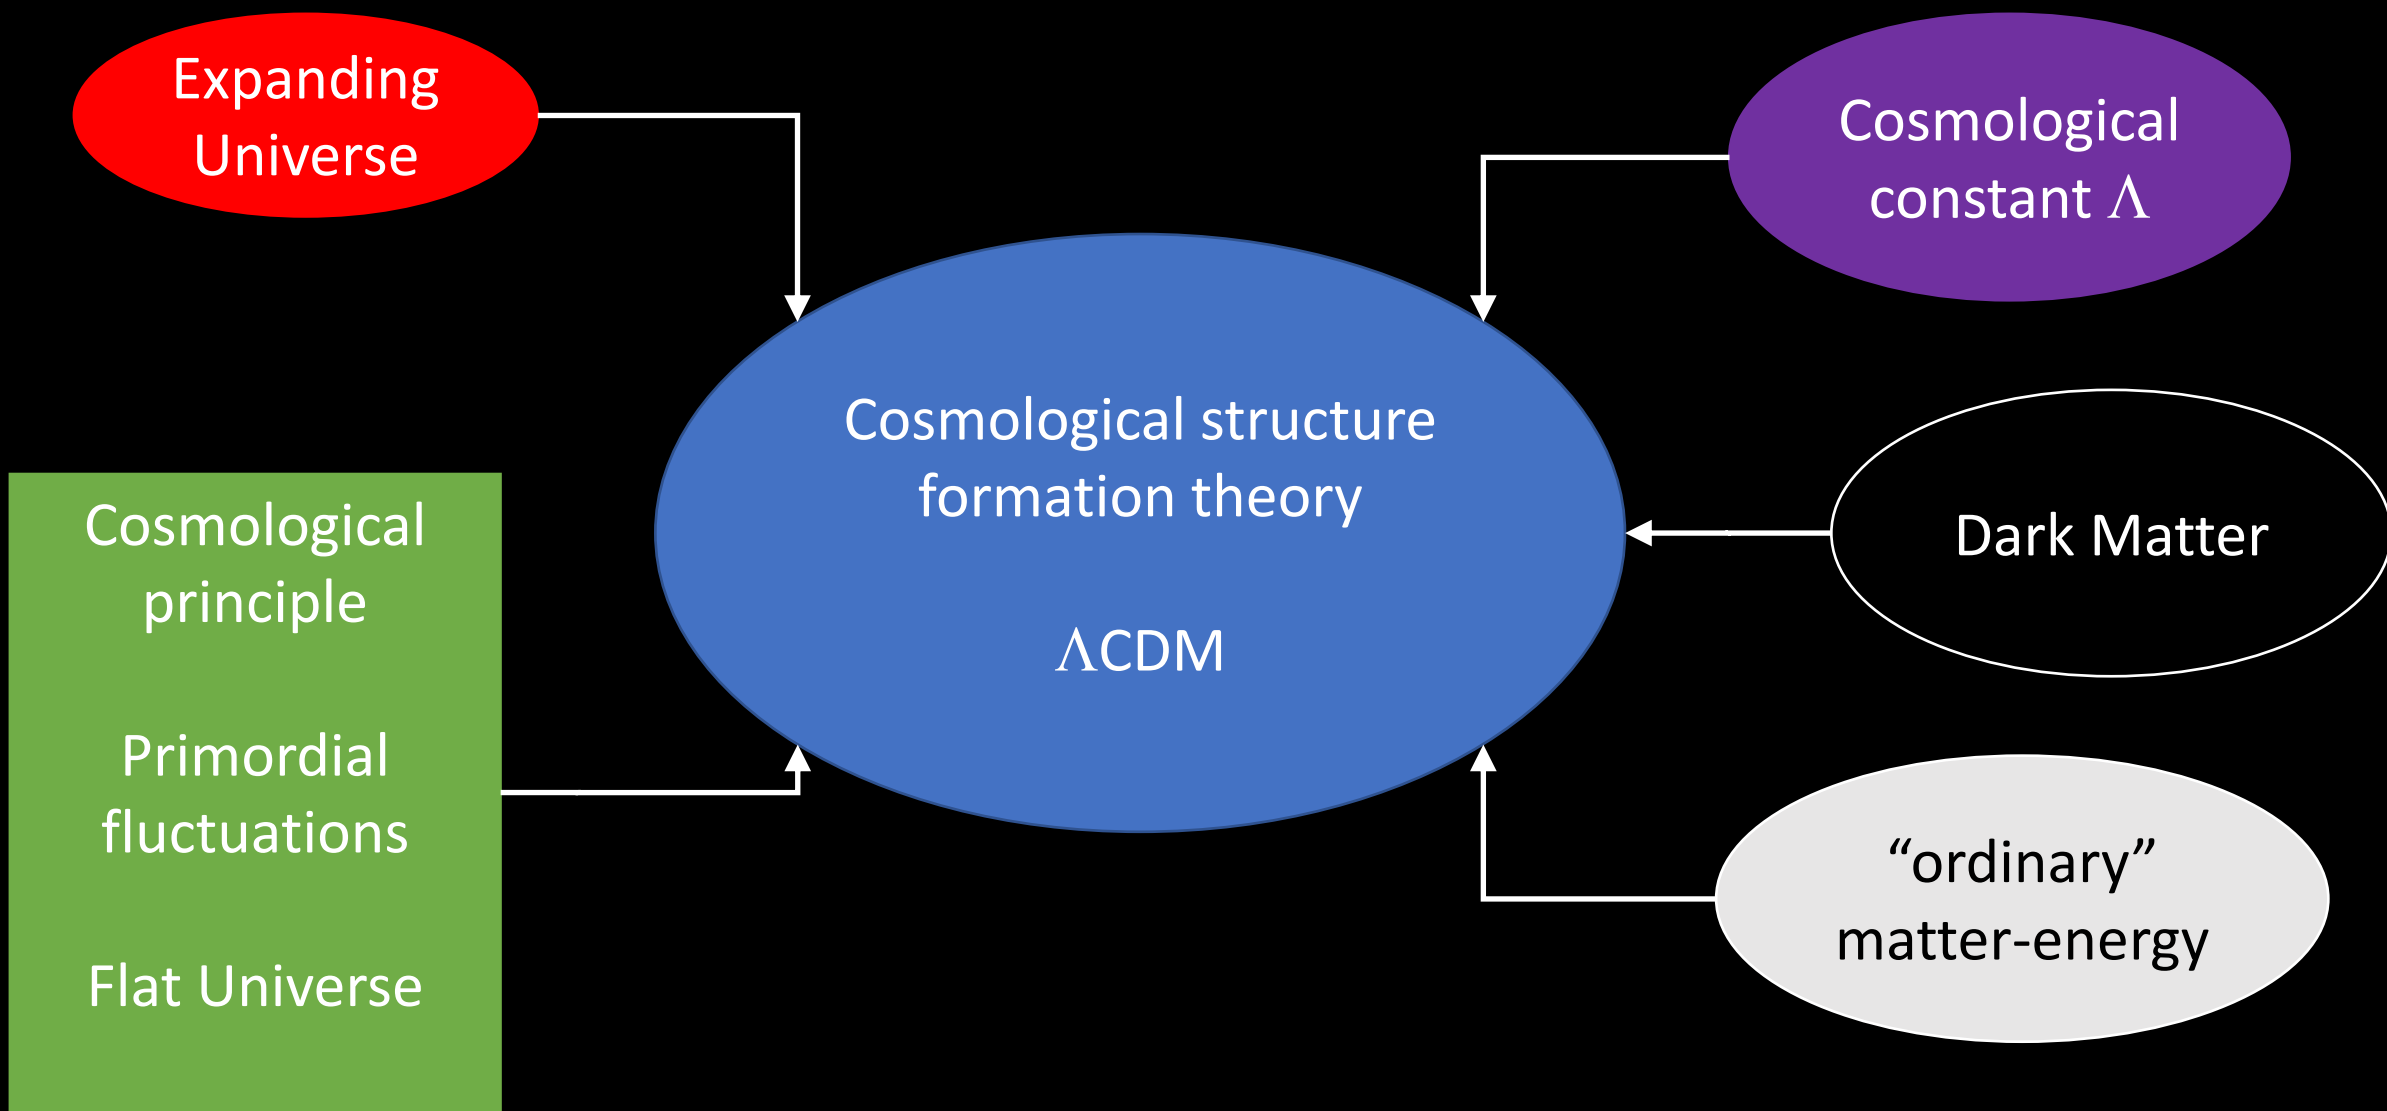 Expanding
Universe
Cosmological
constant Λ
Cosmological structure
formation theory
ΛCDM
Dark Matter
Cosmological
principle
Primordial
fluctuations
Flat Universe
“ordinary”
matter-energy